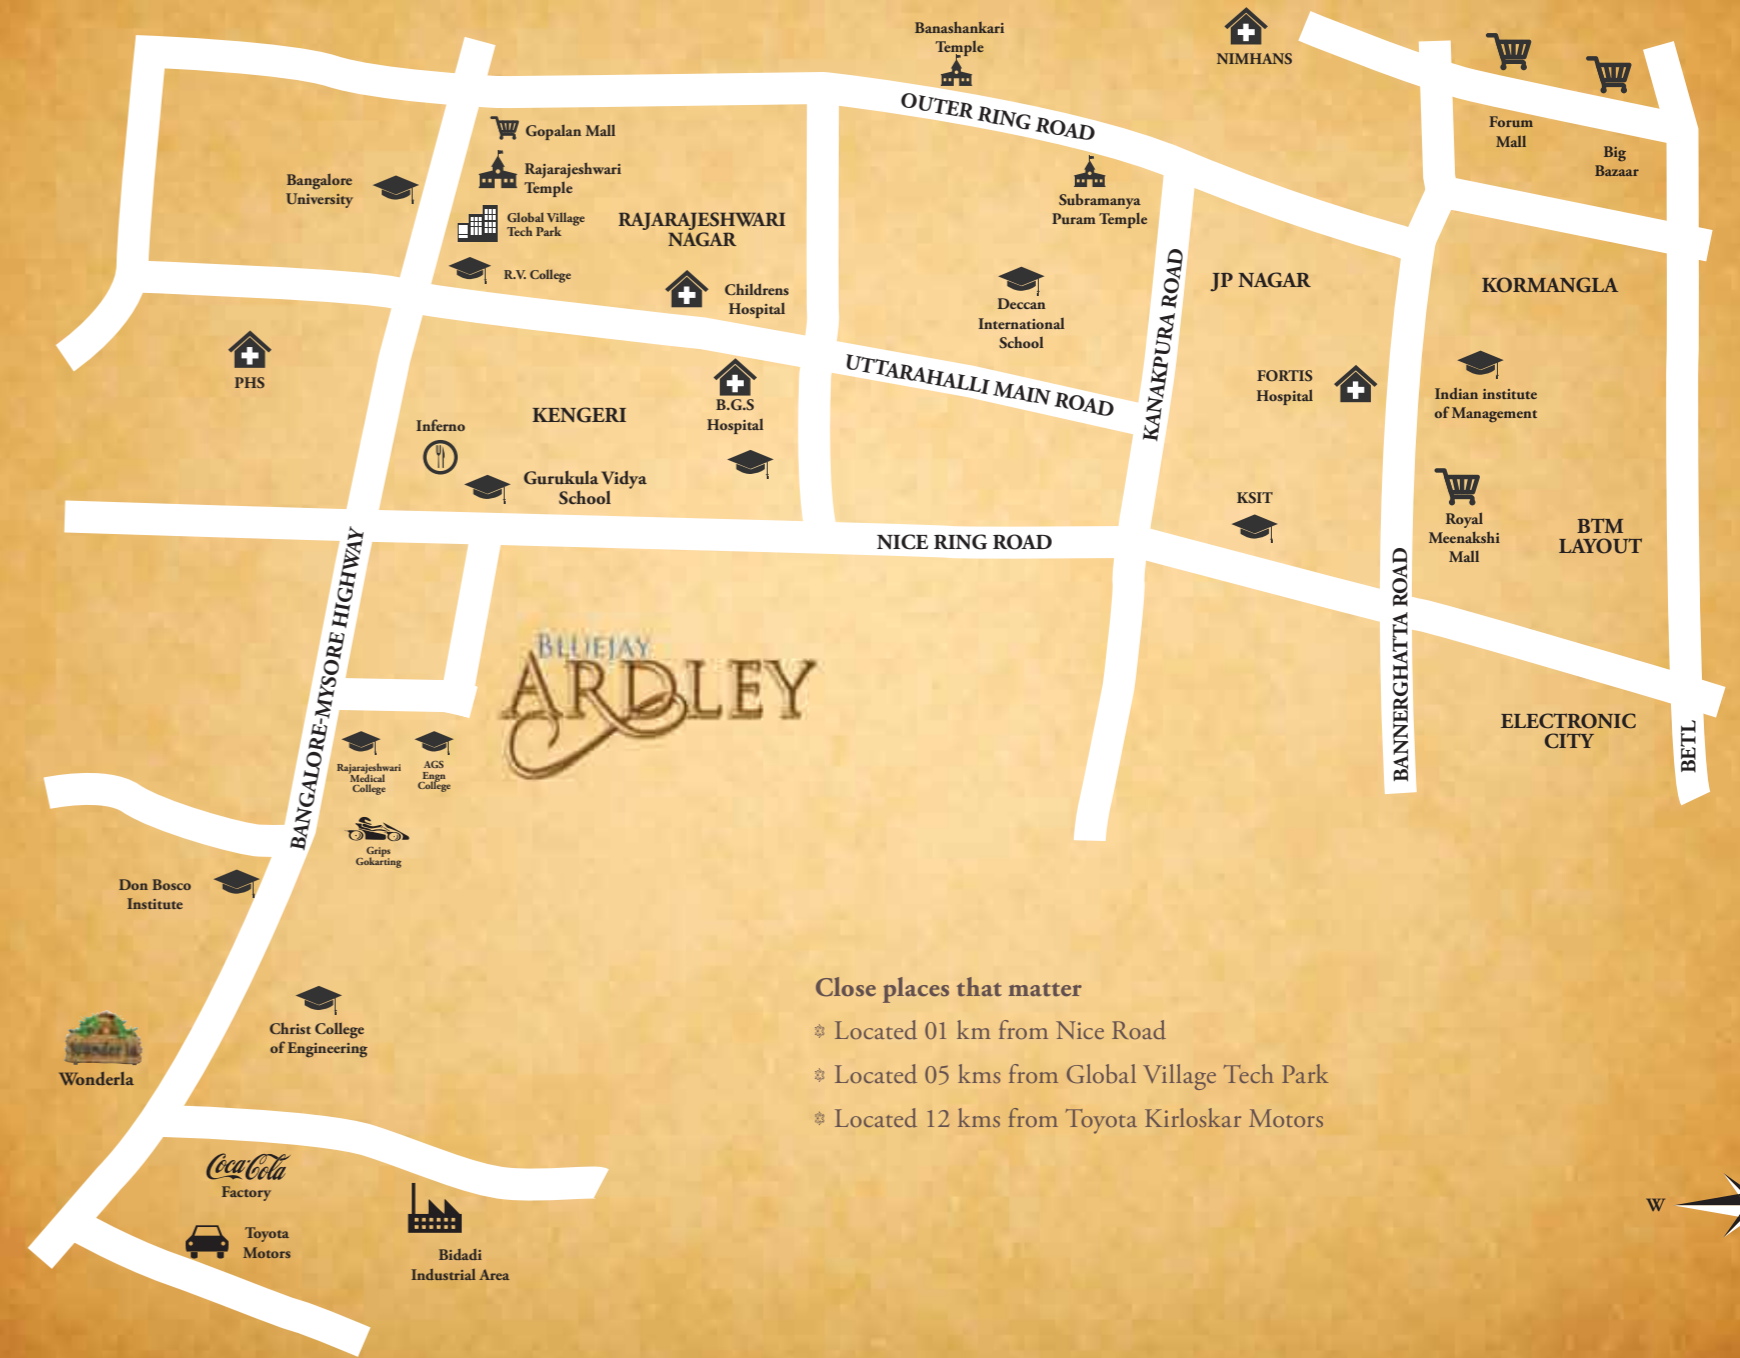 Banashankari
Temple
NIMHANS
OUTER RING ROAD
Forum
Mall
Big
Bazaar
Gopalan Mall
Rajarajeshwari
Temple
Bangalore
University
Global Village
Tech Park
RAJARAJESHWARI
NAGAR
R.V. College
Childrens
Hospital
Subramanya
Puram Temple
Deccan
International
School
KANAKPURA ROAD
JP NAGAR
KORMANGLA
PHS
UTTARAHALLI MAIN ROAD
FORTIS
Hospital
Indian institute
of Management
Inferno
KENGERI
B.G.S
Hospital
Gurukula Vidya
School
KSIT
Royal
Meenakshi
Mall
BTM
LAYOUT
NICE RING ROAD
BANGALORE-MYSORE HIGHWAY
BANNERGHATTA ROAD
BLUEJAY
ARDLEY
ELECTRONIC
CITY
BETL
Rajarajeshwari
Medical
College
AGS
Engn
College
Grips
Gokarting
Don Bosco
Institute
Christ College
of Engineering
Wonderla
Wonderla
Close places that matter
Located 01 km from Nice Road
Located 05 kms from Global Village Tech Park
Located 12 kms from Toyota Kirloskar Motors
Coca-Cola
Factory
Toyota
Motors
Bidadi
Industrial Area
W